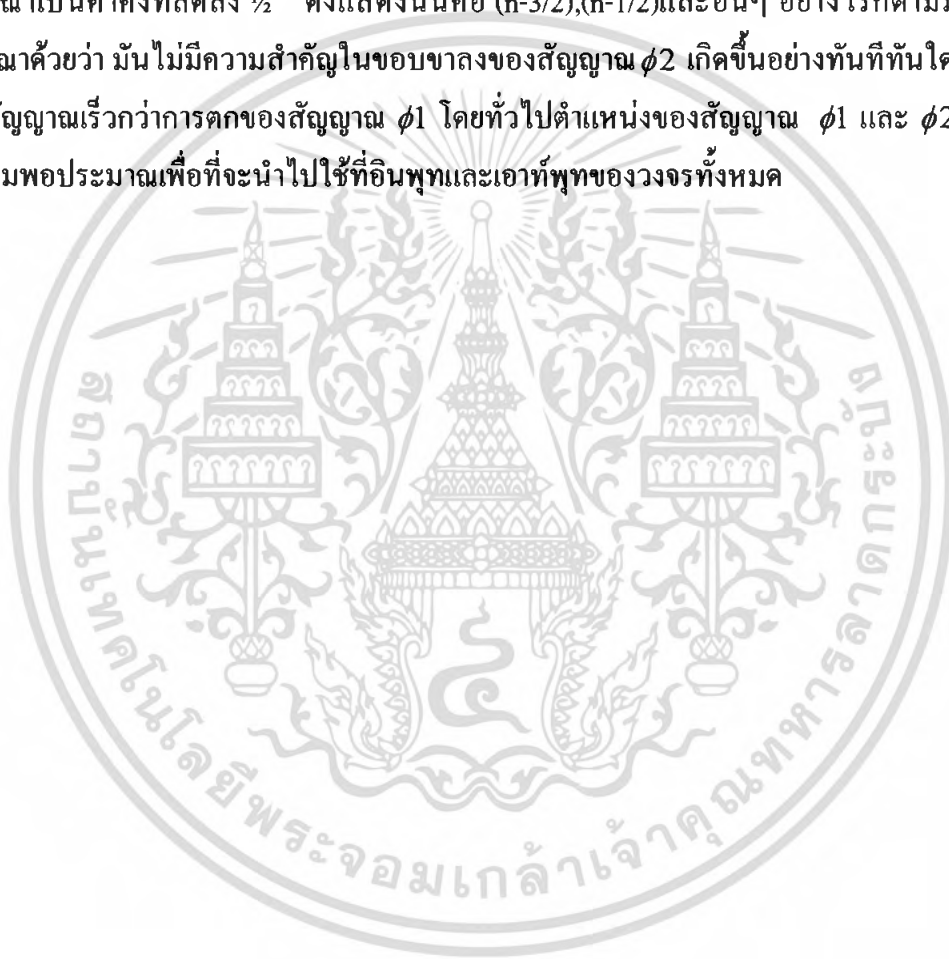 ณาเป็นค่าคงที่ลดลง ½ ดังแสดงนั้นคือ (n-3/2),(n-1/2)และอื่นๆ อย่างไรก็ตาม
ณาด้วยว่า มันไม่มีความสำคัญในขอบขาลงของสัญญาณ ϕ2 เกิดขึ้นอย่างทันทีทันใด
สัญญาณเร็วกว่าการตกของสัญญาณ ϕ1 โดยทั่วไปตำแหน่งของสัญญาณ ϕ1 และ ϕ2
มพอประมาณเพื่อที่จะนำไปใช้ที่อินพุทและเอาท์พุทของวงจรทั้งหมด
สถาบันเทคโนโลยีพระจอมเกล้าเจ้าคุณทหารลาดกระบัง